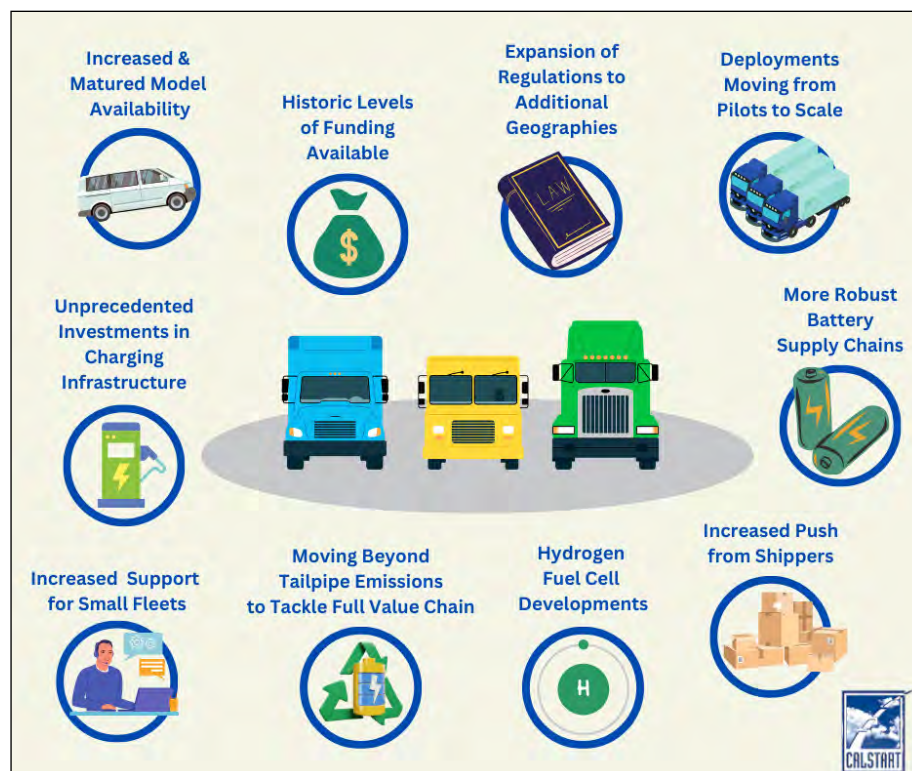 Increased &
Matured Model
Availability
Historic Levels
of Funding
Available
$
Expansion of
Regulations to
Additional
Geographies
LAW
Deployments
Moving from
Pilots to Scale
Unprecedented
Investments in
Charging
Infrastructure
More Robust
Battery
Supply Chains
Increased Support
for Small Fleets
Moving Beyond
Tailpipe Emissions
to Tackle Full Value Chain
Hydrogen
Fuel Cell
Developments
H
Increased Push
from Shippers
CALSTART